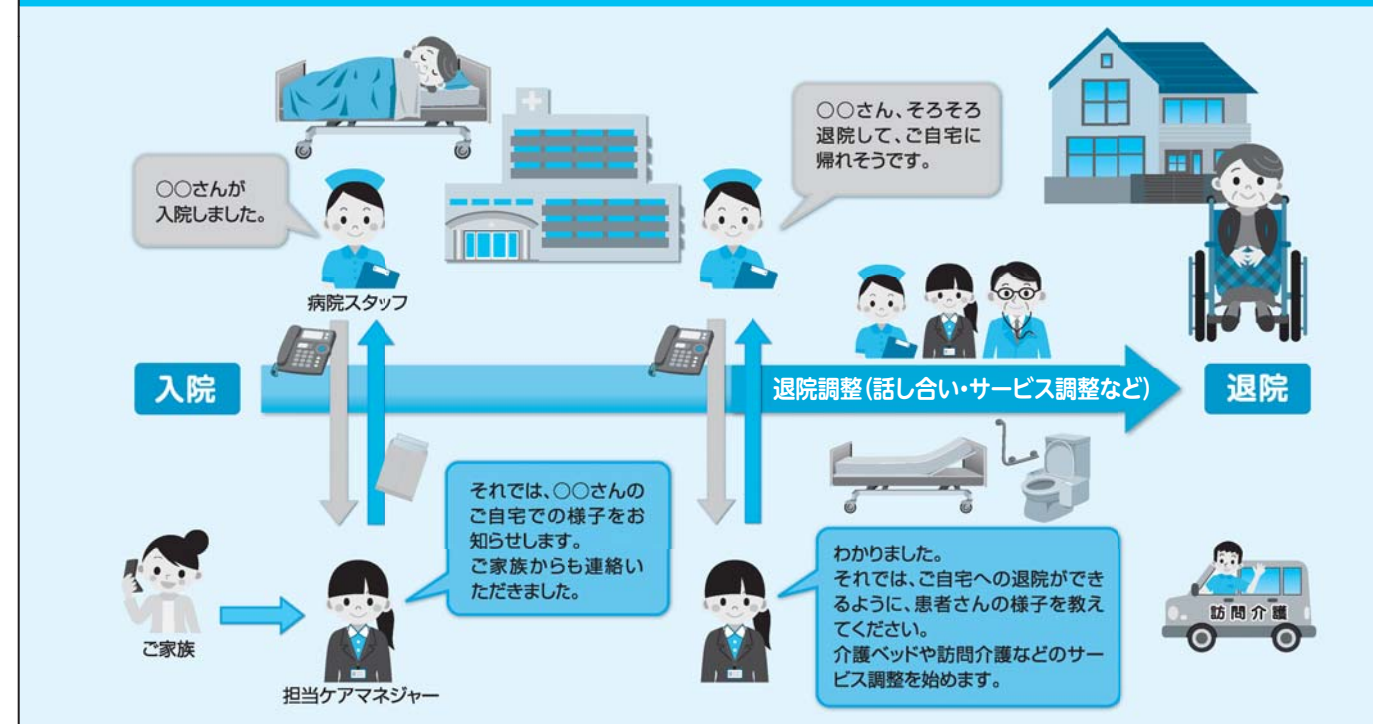 〇〇さんが
入院しました。
病院スタッフ
〇〇さん、そろそろ
退院して、ご自宅に
帰れそうです。
入院
退院調整(話し合い・サービス調整など)
退院
それでは、〇〇さんの
ご自宅での様子をお
知らせします。
ご家族からも連絡い
ただきました。
ご家族
担当ケアマネジャー
わかりました。
それでは、ご自宅への退院ができ
るように、患者さんの様子を教え
てください。
介護ベッドや訪問介護などのサー
ビス調整を始めます。
訪問介護